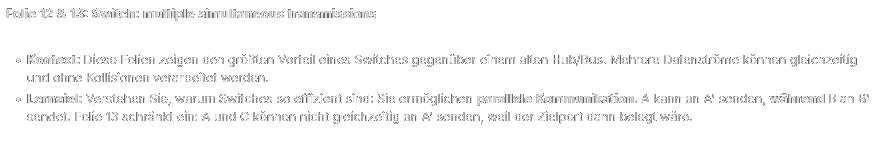 Folie 12 & 13: Switch: multiple simultaneous transmissions
• Kontext: Diese Folien zeigen den größten Vorteil eines Switches gegenüber einem alten Hub/Bus. Mehrere Datenströme können gleichzeitig
und ohne Kollisionen verarbeitet werden.
• Lernziel: Verstehen Sie, warum Switches so effizient sind: Sie ermöglichen parallele Kommunikation. A kann an A' senden, während B an B'
sendet. Folie 13 schränkt ein: A und C können nicht gleichzeitig an A' senden, weil der Zielport dann belegt wäre.